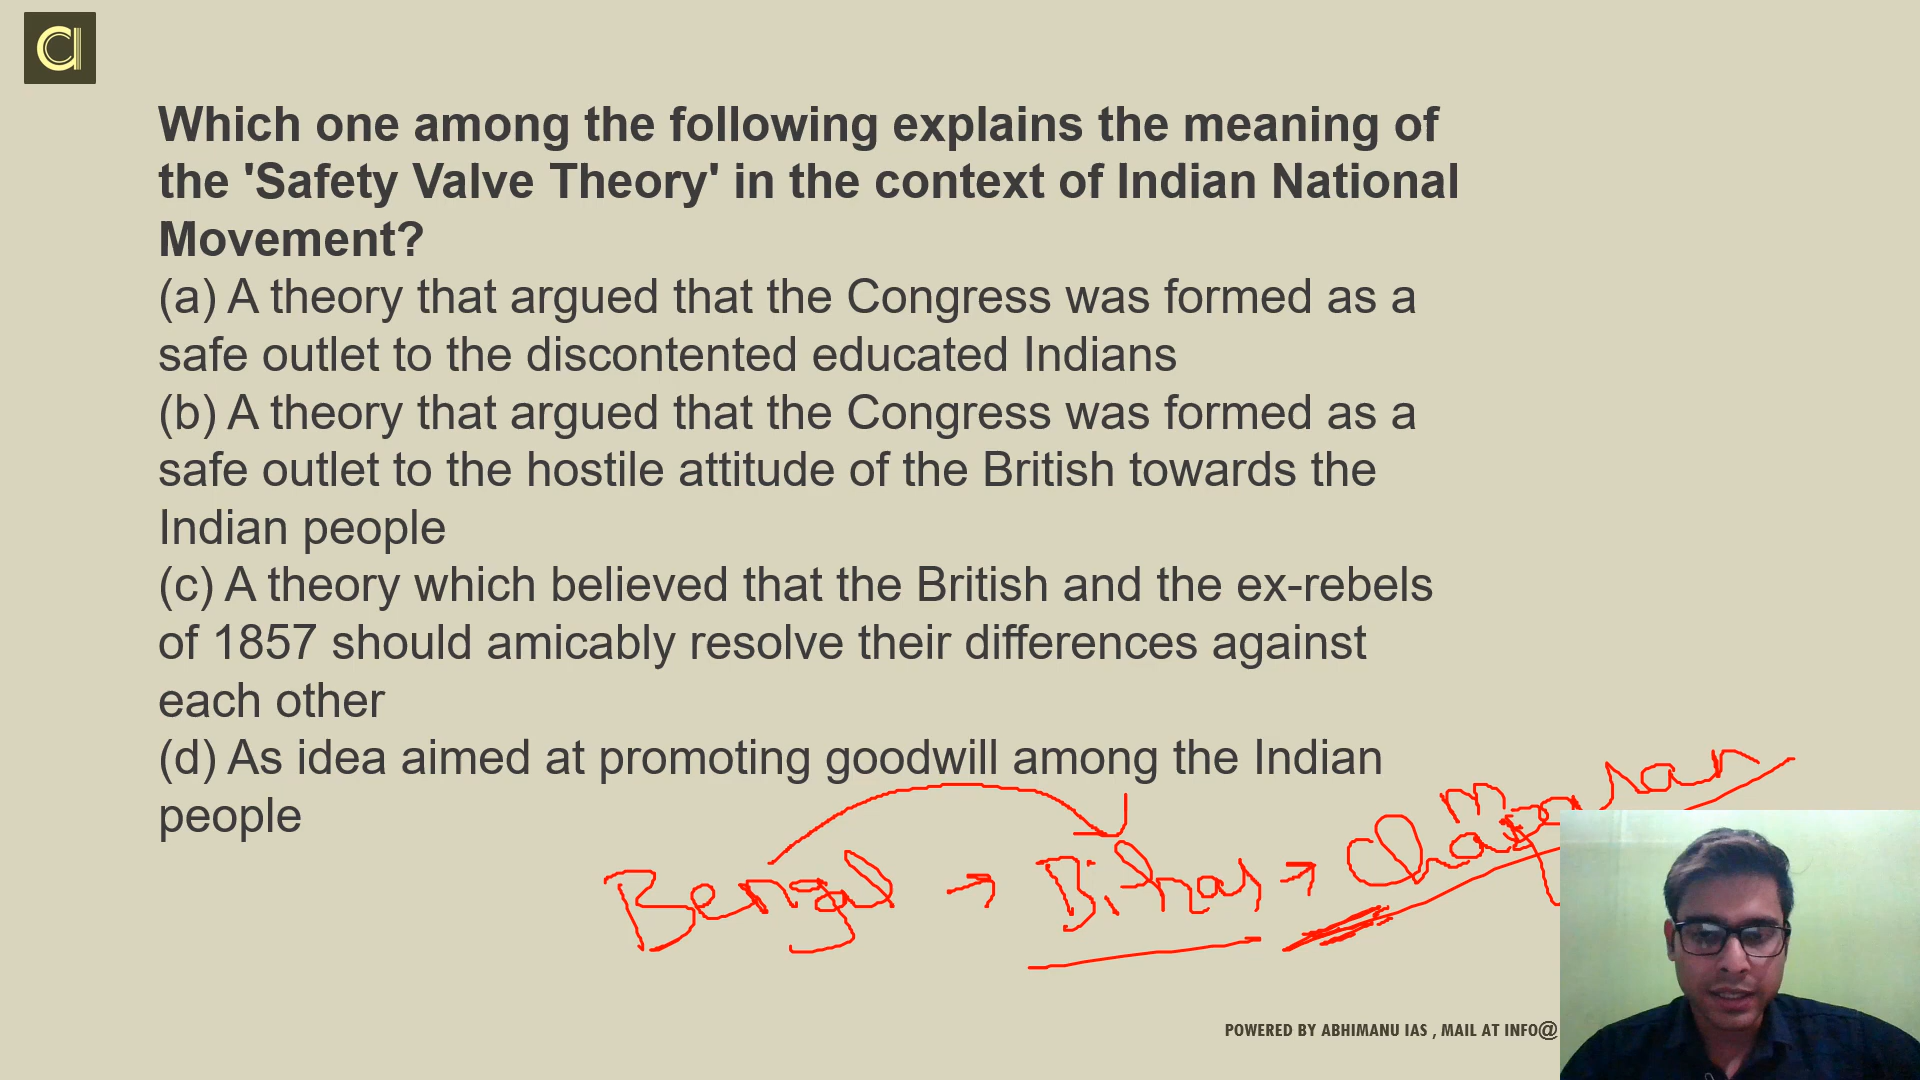 Which one among the following explains the meaning of
the 'Safety Valve Theory' in the context of Indian National
Movement?
(a) A theory that argued that the Congress was formed as a
safe outlet to the discontented educated Indians
(b) A theory that argued that the Congress was formed as a
safe outlet to the hostile attitude of the British towards the
Indian people
(c) A theory which believed that the British and the ex-rebels
of 1857 should amicably resolve their differences against
each other
(d) As idea aimed at promoting goodwill among the Indian
people
Bengal → Bihar → Champaran
POWERED BY ABHIMANU IAS , MAIL AT INFO@